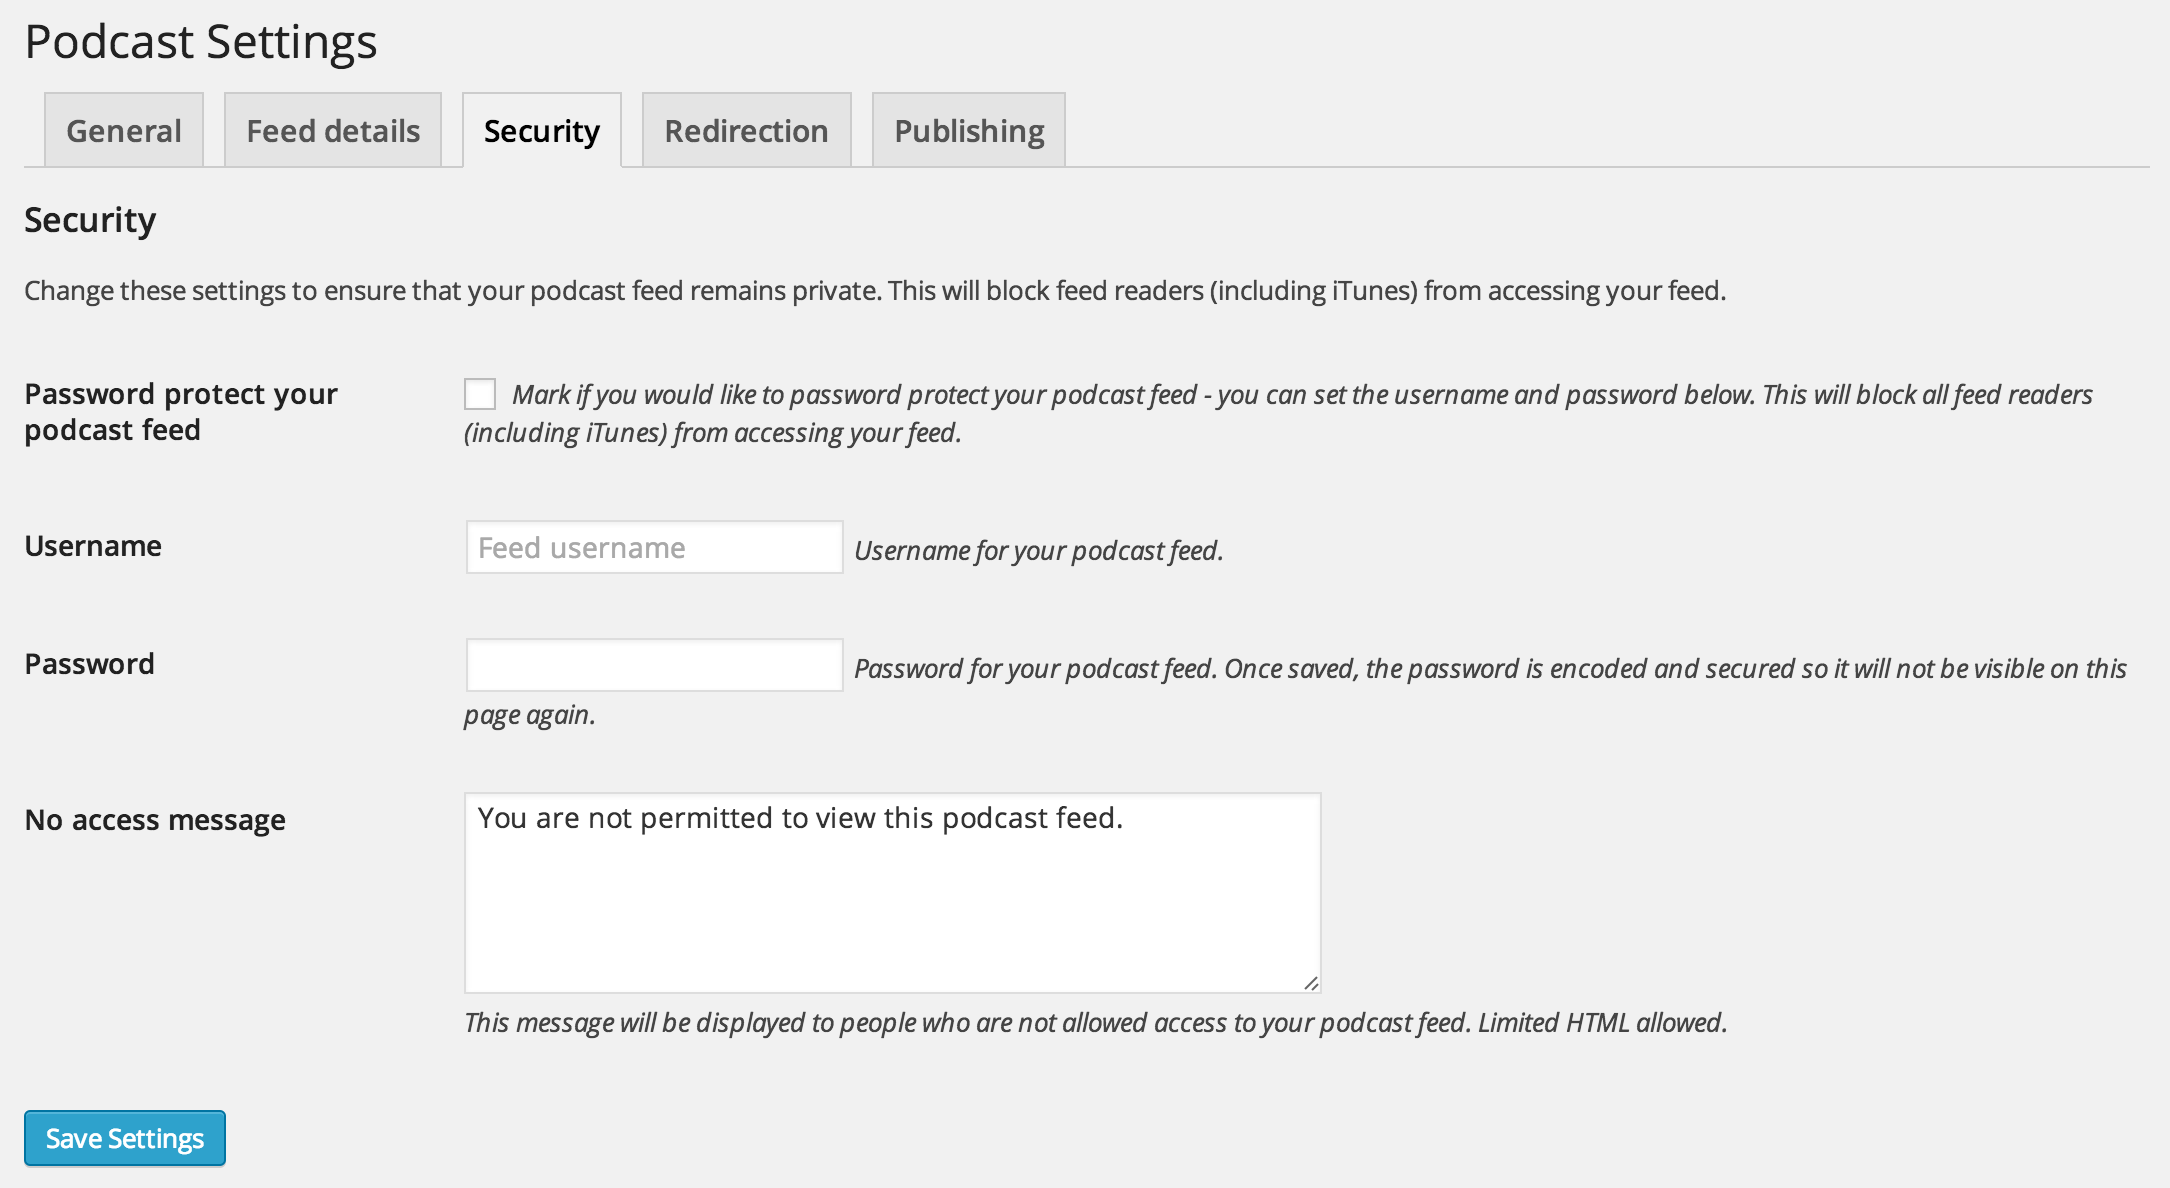 Podcast Settings
General
Feed details
Security
Redirection
Publishing
Security
Change these settings to ensure that your podcast feed remains private. This will block feed readers (including iTunes) from accessing your feed.
Password protect your
podcast feed
Mark if you would like to password protect your podcast feed - you can set the username and password below. This will block all feed readers
(including iTunes) from accessing your feed.
Username
Feed username
Username for your podcast feed.
Password
Password for your podcast feed. Once saved, the password is encoded and secured so it will not be visible on this
page again.
No access message
You are not permitted to view this podcast feed.
This message will be displayed to people who are not allowed access to your podcast feed. Limited HTML allowed.
Save Settings